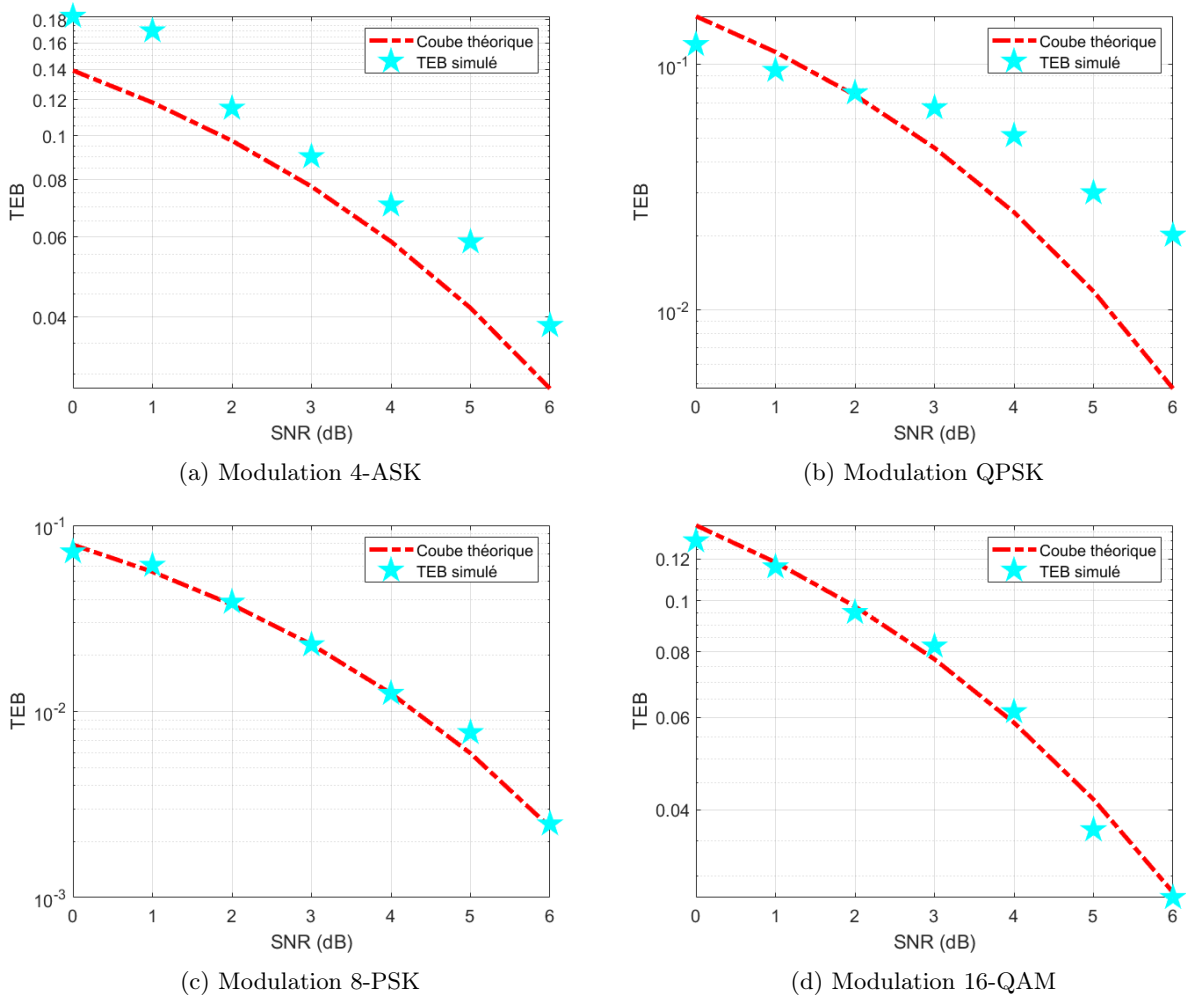 0.18
0.16
0.14
0.12
0.1
0.08
0.06
0.04
TEB
Coube théorique
TEB simulé
0 1 2 3 4 5 6
SNR (dB)
(a) Modulation 4-ASK
10-1
10-2
TEB
Coube théorique
TEB simulé
0 1 2 3 4 5 6
SNR (dB)
(b) Modulation QPSK
10-1
10-2
10-3
TEB
Coube théorique
TEB simulé
0 1 2 3 4 5 6
SNR (dB)
(c) Modulation 8-PSK
0.12
0.1
0.08
0.06
0.04
TEB
Coube théorique
TEB simulé
0 1 2 3 4 5 6
SNR (dB)
(d) Modulation 16-QAM